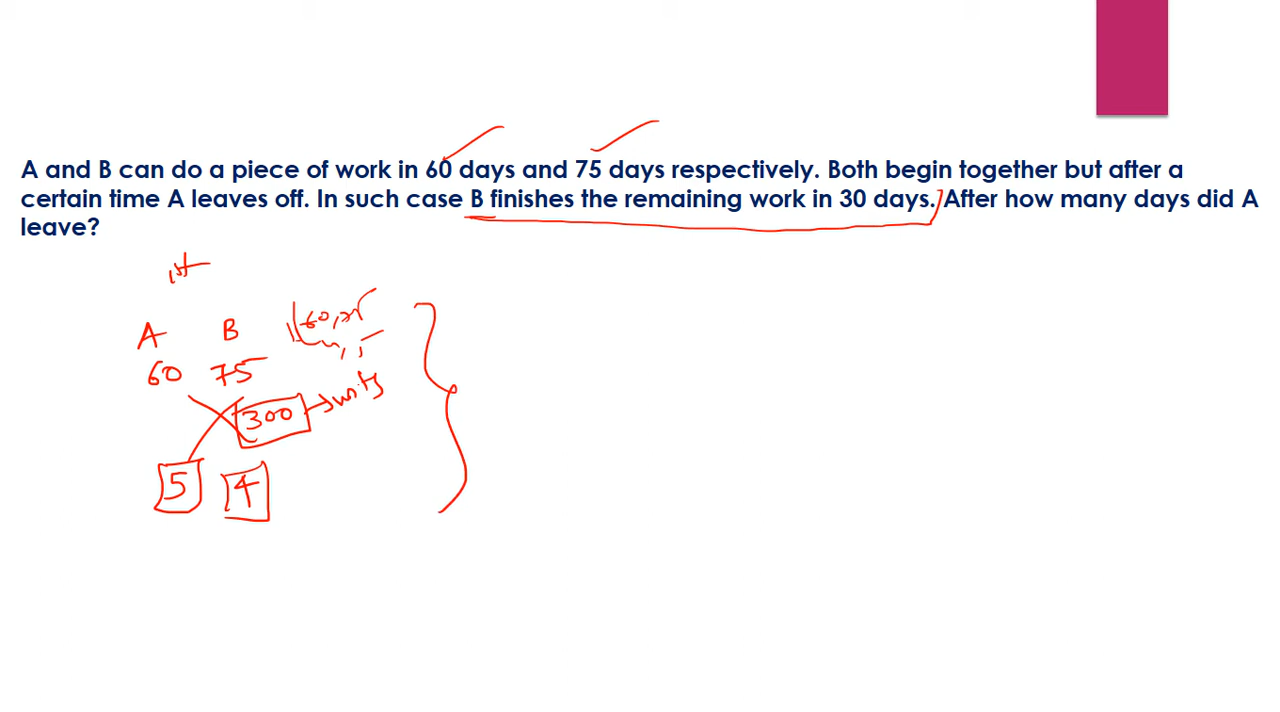 A and B can do a piece of work in 60 days and 75 days respectively. Both begin together but after a
certain time A leaves off. In such case B finishes the remaining work in 30 days. After how many days did A
leave?
1st
A B
60 75
300 → units
5 4